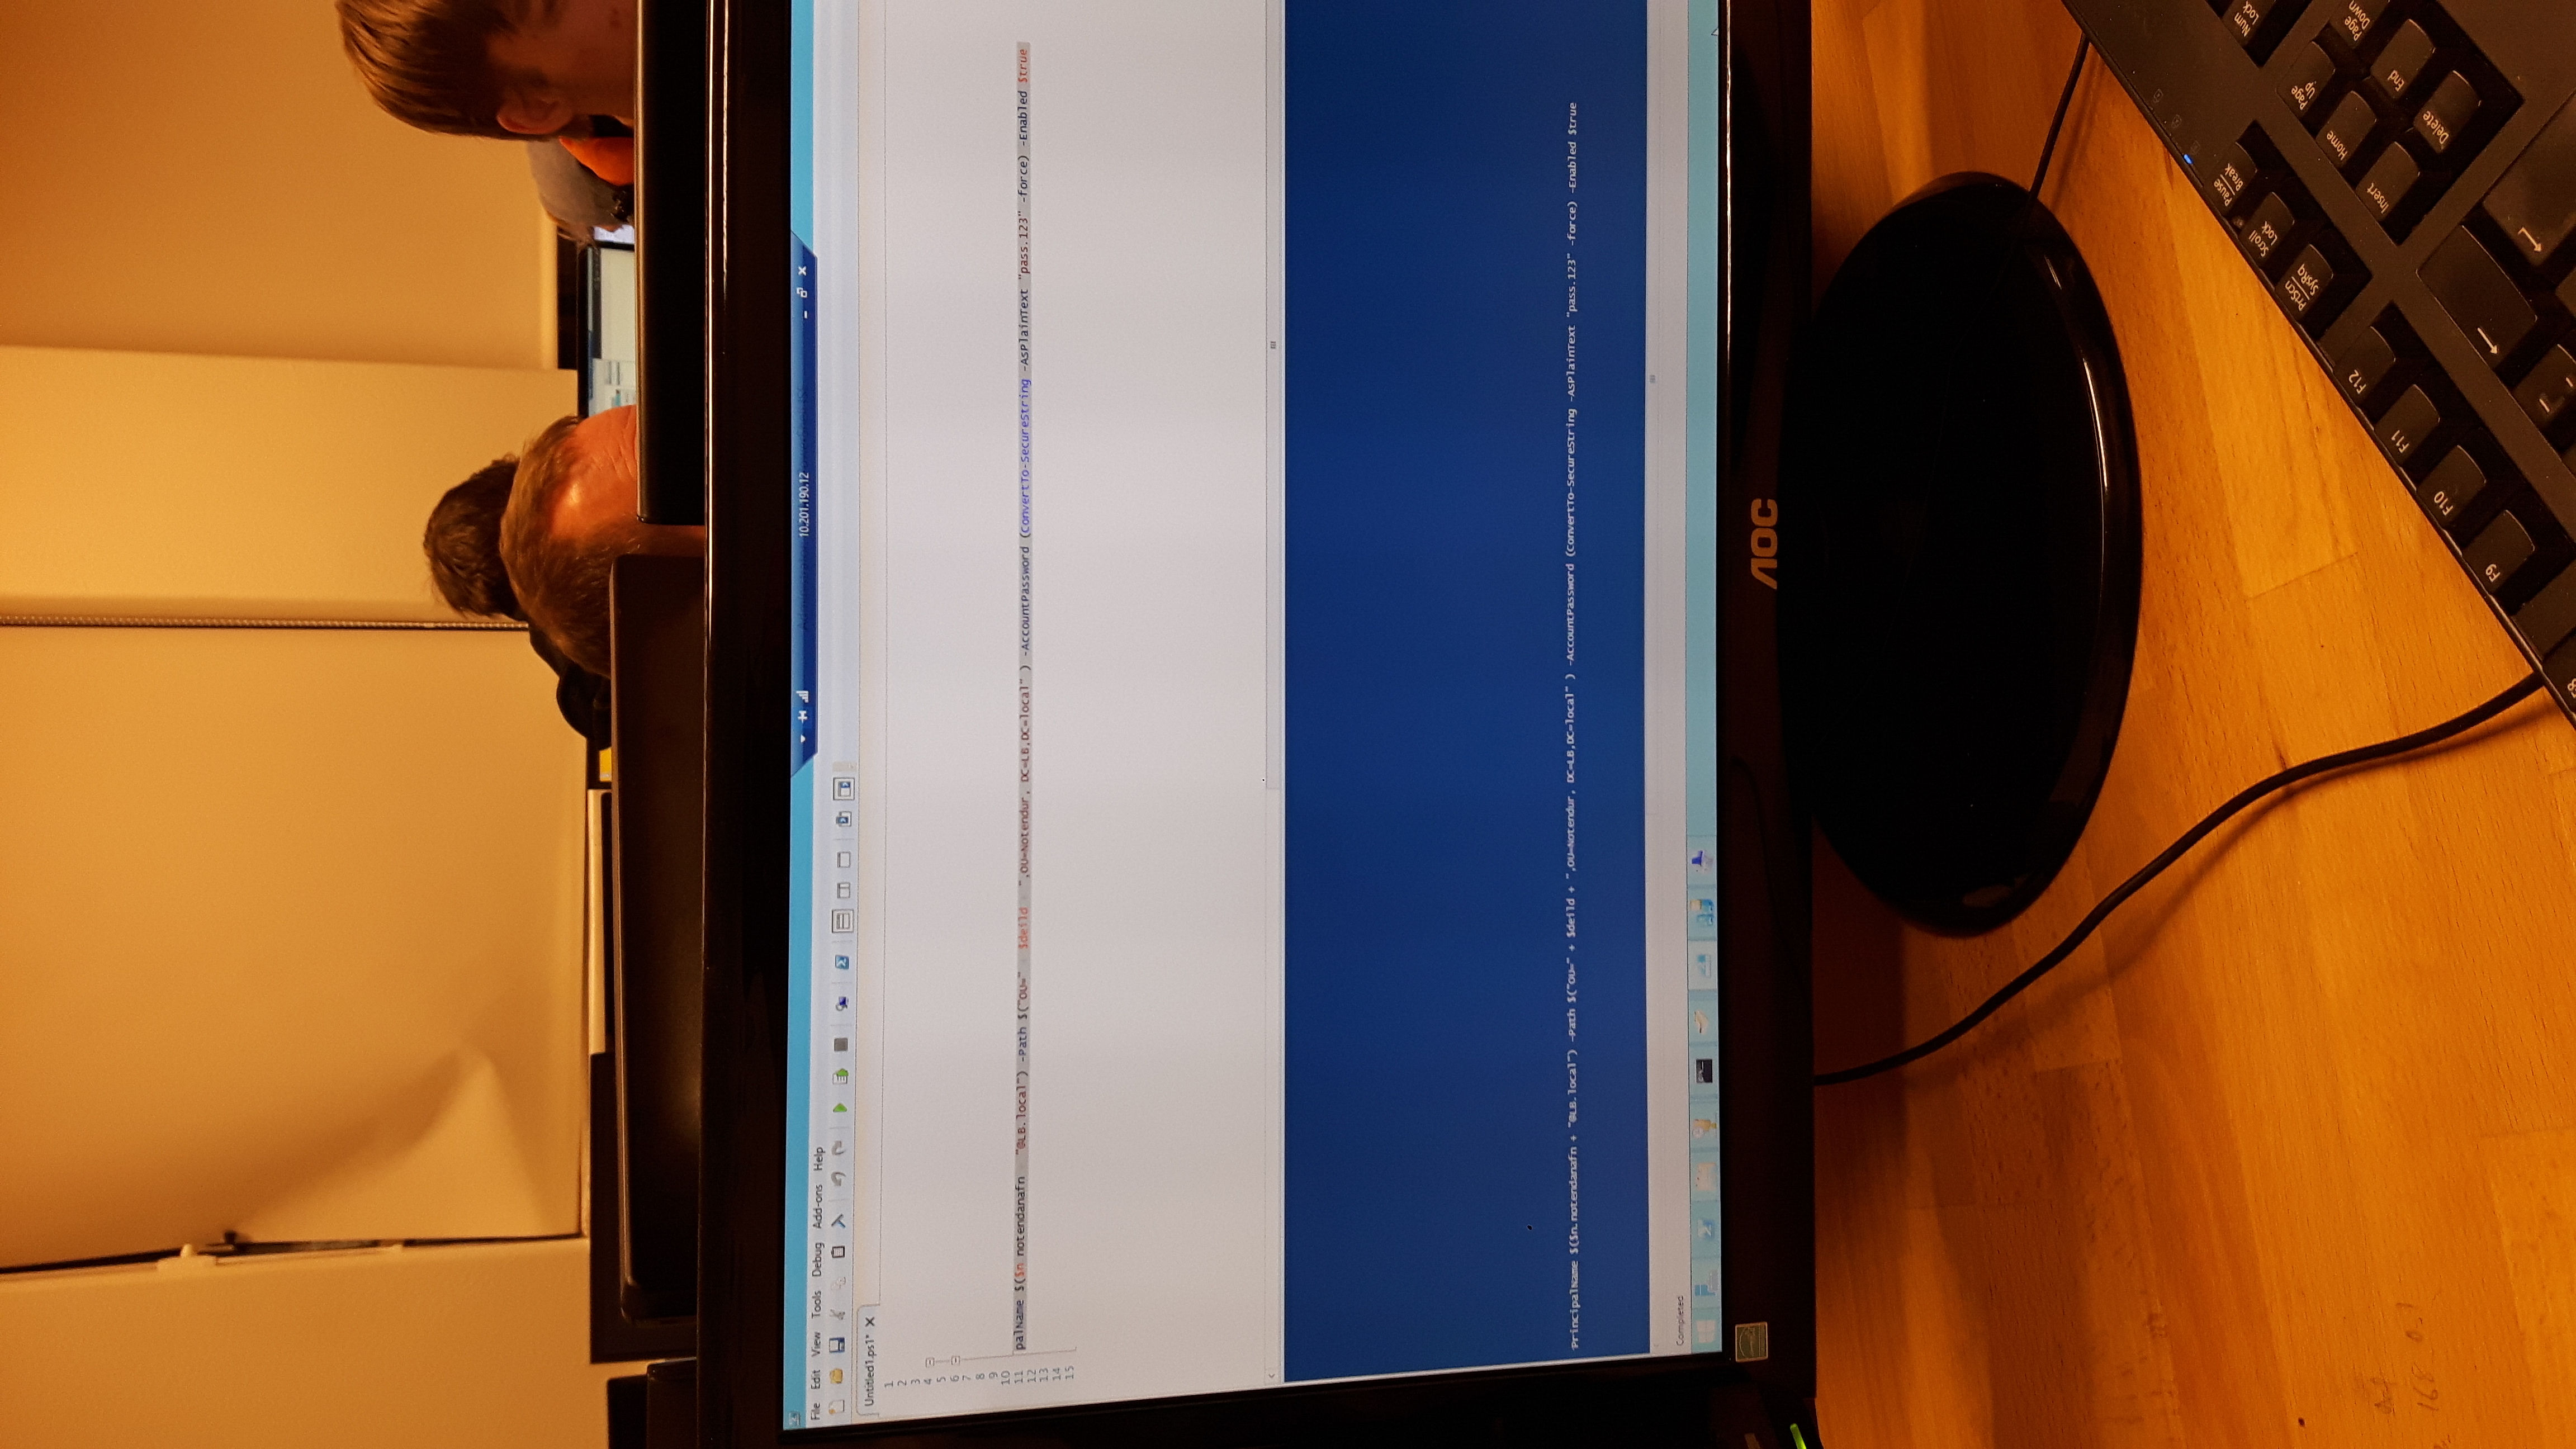 10.201.190.12
File Edit View Tools Debug Add-ons Help
Untitled1.ps1* X
1
2
3
4
5
6
7
8
9
10
11 palName $($n.notendanafn + "@LB.local") -Path $("OU=" + $deild + ",OU=Notendur, DC=LB,DC=local" ) -AccountPassword (ConvertTo-SecureString -AsPlainText "pass.123" -force) -Enabled $true
12
13
14
15
PrincipalName $($n.notendanafn + "@LB.local") -Path $("OU=" + $deild + ",OU=Notendur, DC=LB,DC=local" ) -AccountPassword (ConvertTo-SecureString -AsPlainText "pass.123" -force) -Enabled $true
Completed
AOC
168.0.1
Pause Break
Scroll Lock
PrtScn SysRq
Num Lock
Page Up
Home
Insert
Page Down
End
Delete
F12
F11
F10
F9
F8